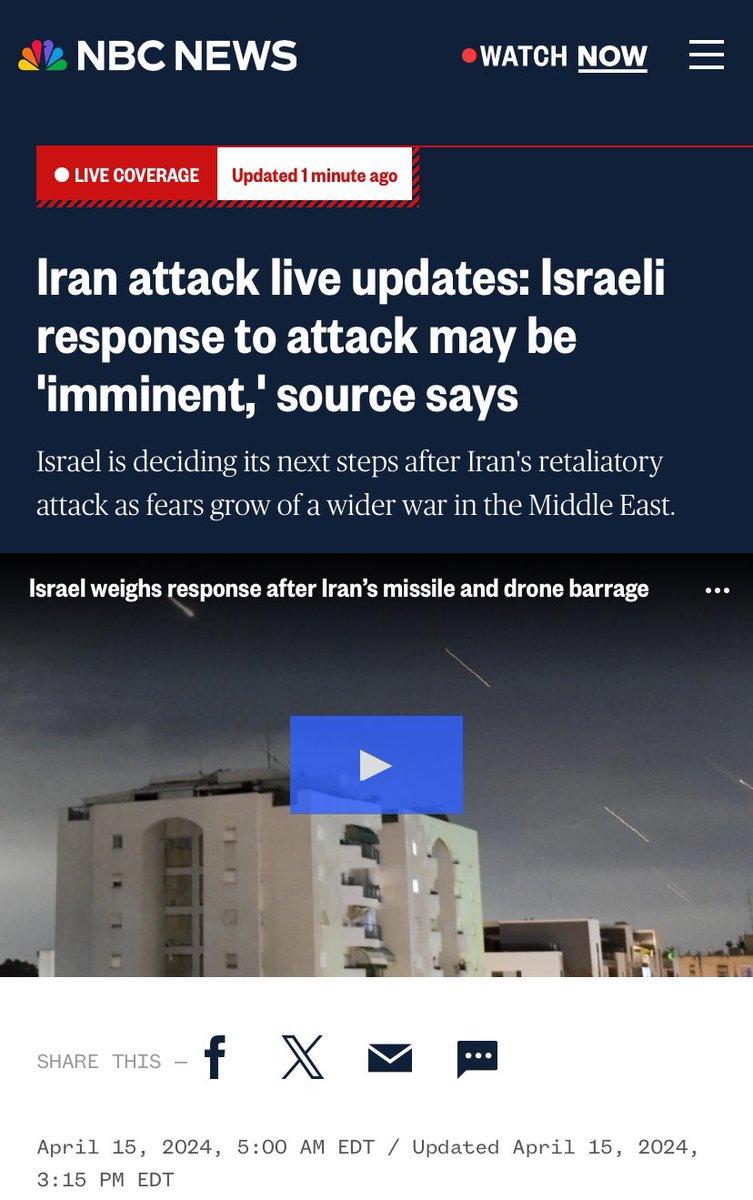 NBC NEWS
WATCH NOW
LIVE COVERAGE
Updated 1 minute ago
Iran attack live updates: Israeli
response to attack may be
'imminent,' source says
Israel is deciding its next steps after Iran's retaliatory
attack as fears grow of a wider war in the Middle East.
Israel weighs response after Iran’s missile and drone barrage
SHARE THIS —
April 15, 2024, 5:00 AM EDT / Updated April 15, 2024,
3:15 PM EDT